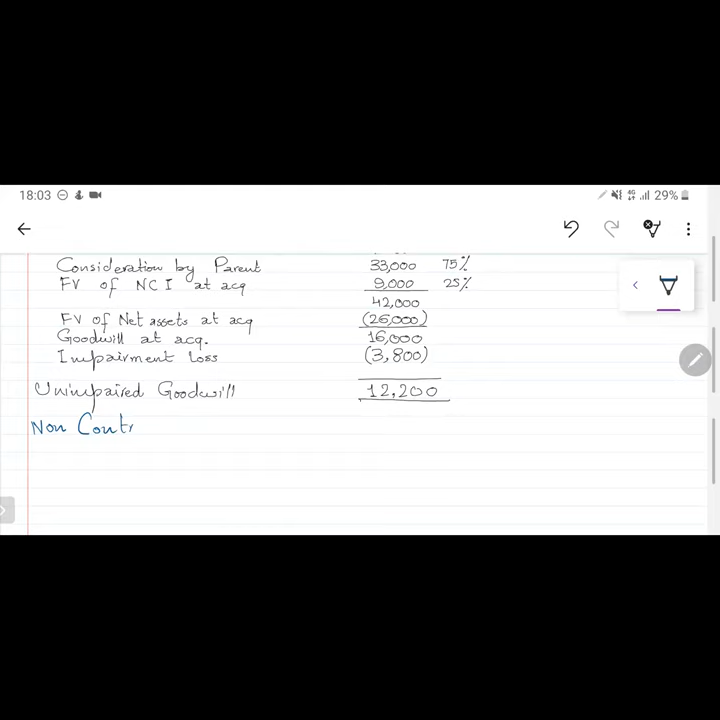 18:03 29%
Consideration by Parent 33,000 75%
FV of NCI at acq 9,000 25%
42,000
FV of Net assets at acq (26,000)
Goodwill at acq. 16,000
Impairment Loss (3,800)
Unimpaired Goodwill 12,200
Non Contr